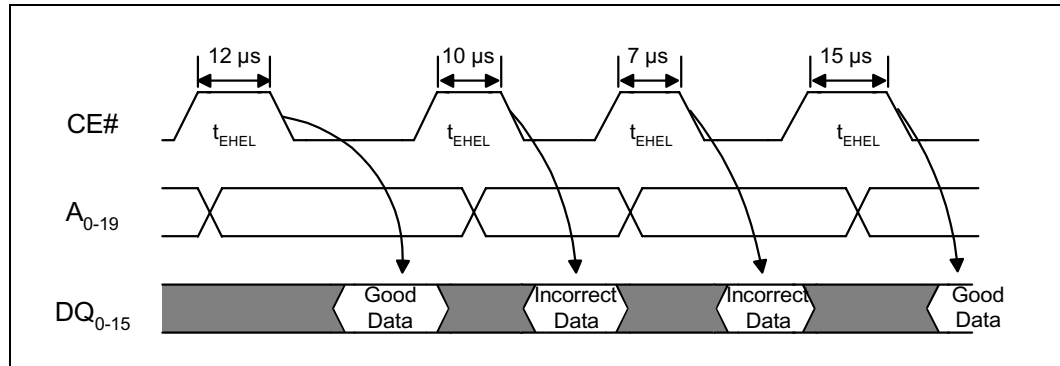 12 µs
10 µs
7 µs
15 µs
CE#
tEHEL
tEHEL
tEHEL
tEHEL
A0-19
DQ0-15
Good
Data
Incorrect
Data
Incorrect
Data
Good
Data